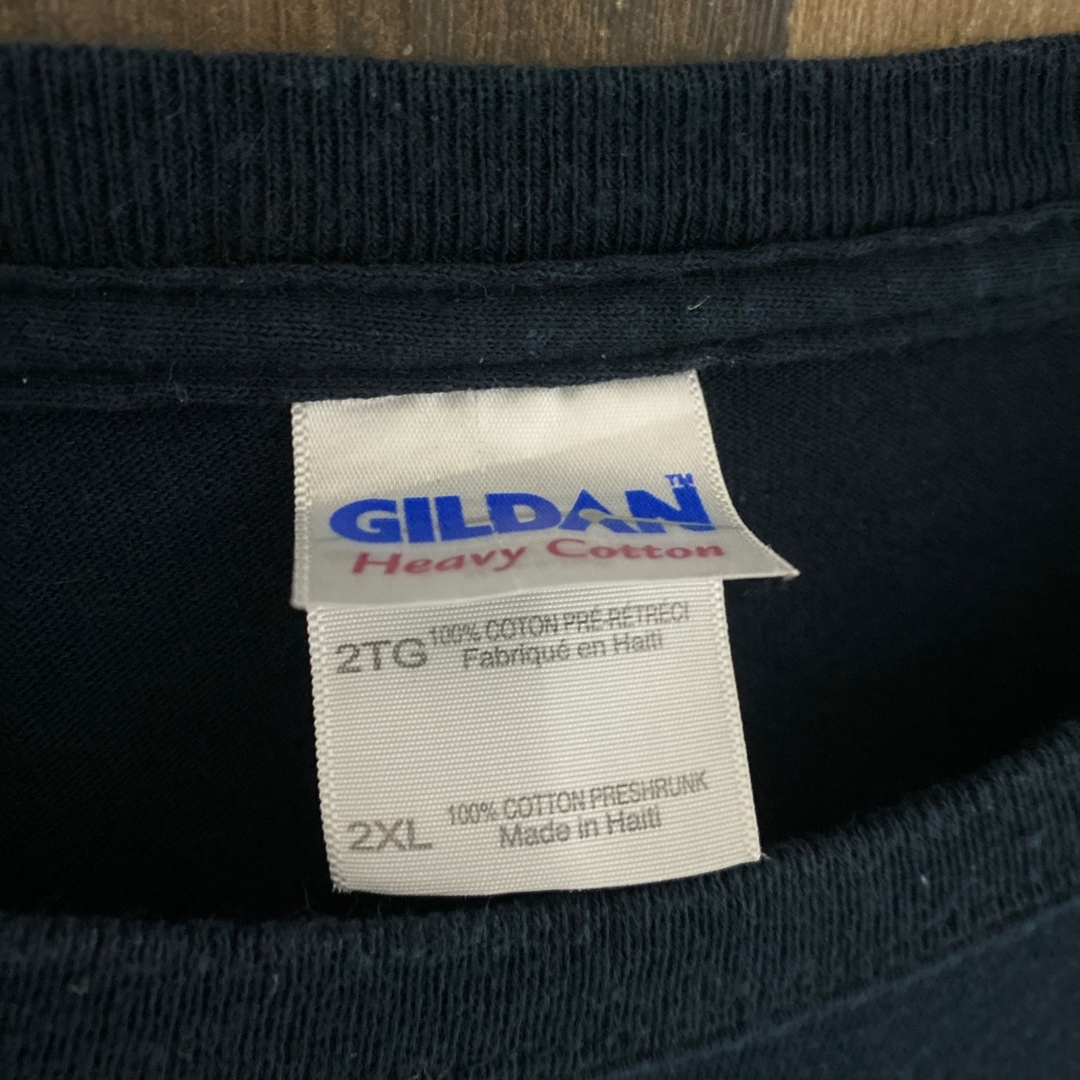 GILDAN™
Heavy Cotton
2TG 100% COTON PRÉ-RÉTRÉCI
Fabriqué en Haïti
2XL 100% COTTON PRESHRUNK
Made in Haiti